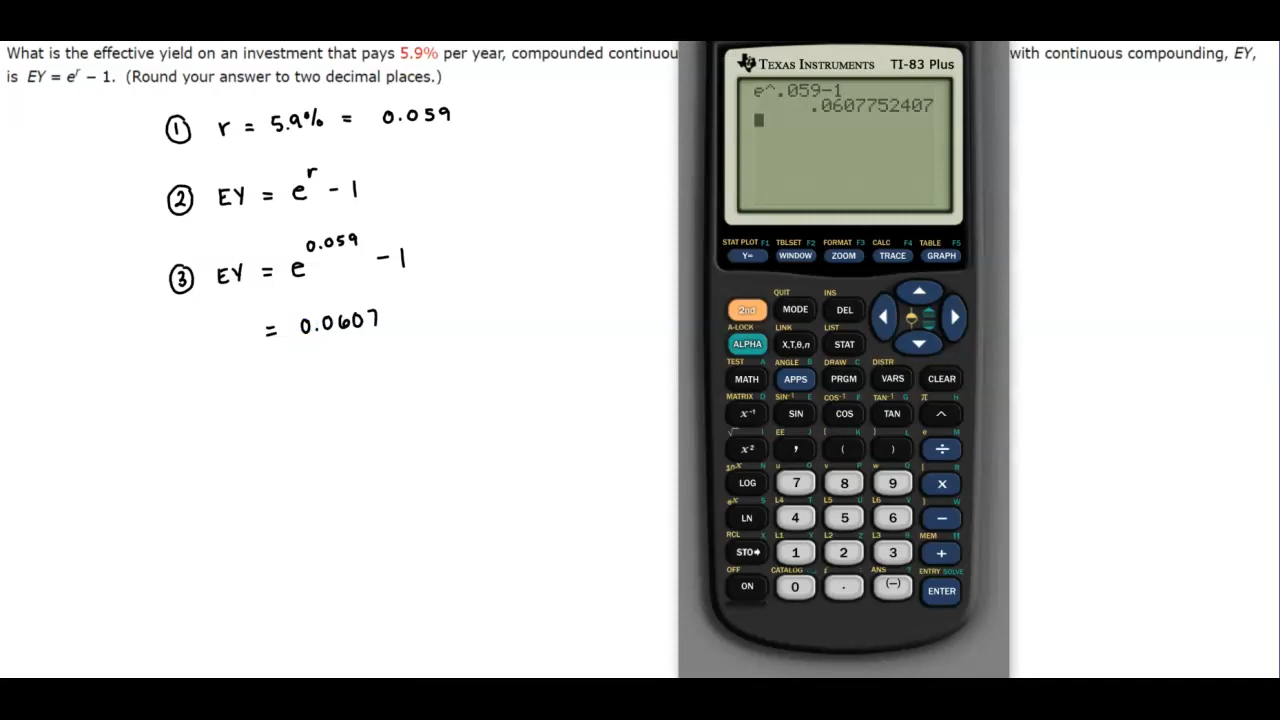 What is the effective yield on an investment that pays 5.9% per year, compounded continuou
with continuous compounding, EY,
is EY = e^r − 1. (Round your answer to two decimal places.)
① r = 5.9% = 0.059
② EY = e^r - 1
③ EY = e^0.059 - 1
= 0.0607
TEXAS INSTRUMENTS TI-83 Plus
e^.059-1
.0607752407
STAT PLOT F1 TBLSET F2 FORMAT F3 CALC F4 TABLE F5
Y= WINDOW ZOOM TRACE GRAPH
QUIT INS
2nd MODE DEL
A-LOCK LINK LIST
ALPHA X,T,θ,n STAT
TEST A ANGLE B DRAW C DISTR
MATH APPS PRGM VARS CLEAR
MATRIX D SIN⁻¹ E COS⁻¹ F TAN⁻¹ G π H
x⁻¹ SIN COS TAN ^
√ I EE J { K } L e M
x² , ( ) ÷
10^x N u O v P w Q [ R
LOG 7 8 9 ×
e^x S L4 T L5 U L6 V ] W
LN 4 5 6 −
RCL X L1 Y L2 Z L3 θ MEM "
STO➔ 1 2 3 +
OFF CATALOG i : ANS ? ENTRY SOLVE
ON 0 . (−) ENTER